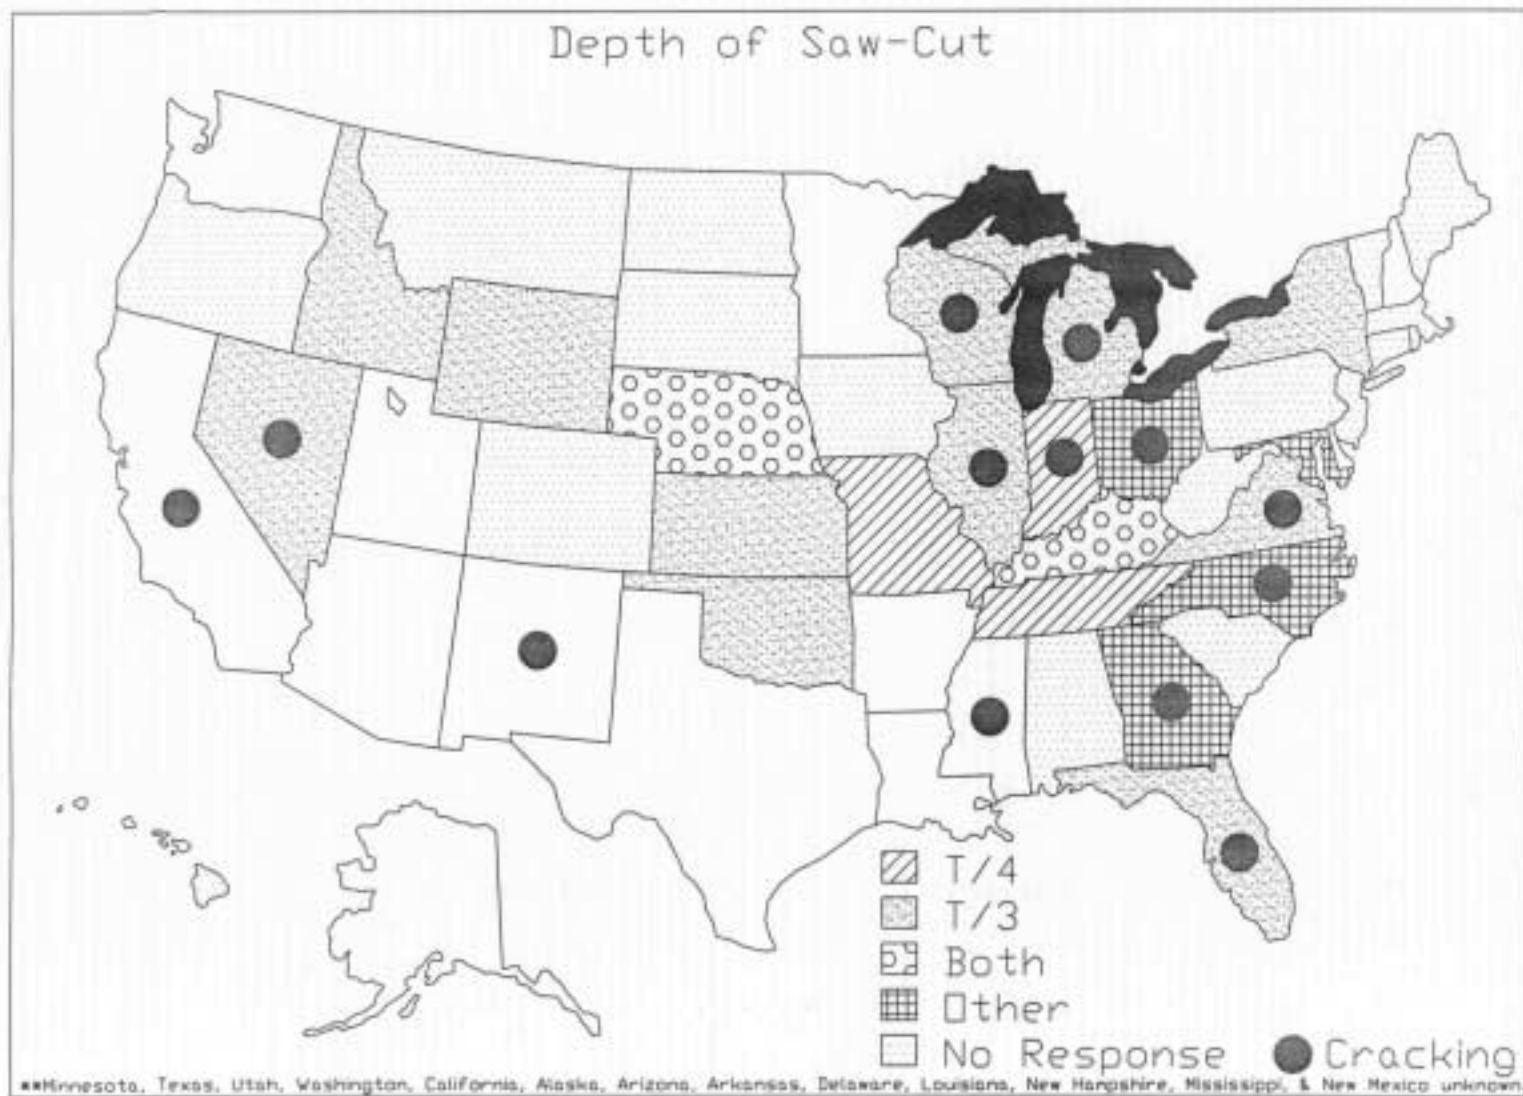 Depth of Saw-Cut
T/4
T/3
Both
Other
No Response
Cracking
**Minnesota, Texas, Utah, Washington, California, Alaska, Arizona, Arkansas, Delaware, Louisiana, New Hanpshire, Mississippi, & New Mexico unknown